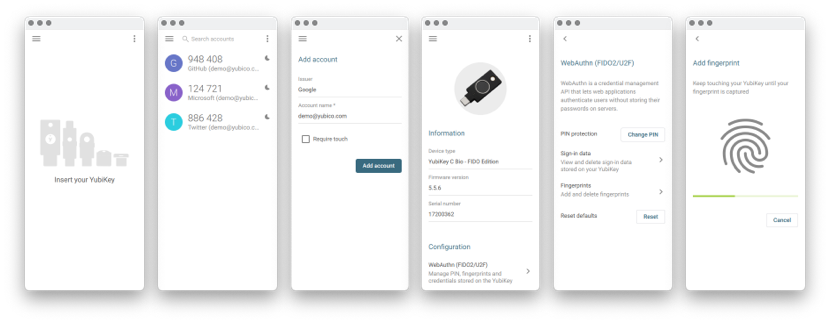 Insert your YubiKey
Search accounts
G
948 408
GitHub (demo@yubico.c...
M
124 721
Microsoft (demo@yubic...
T
886 428
Twitter (demo@yubico.c...
Add account
Issuer
Google
Account name *
demo@yubico.com
Require touch
Add account
Information
Device type
YubiKey C Bio - FIDO Edition
Firmware version
5.5.6
Serial number
17200362
Configuration
WebAuthn (FIDO2/U2F)
Manage PIN, fingerprints and
credentials stored on the YubiKey
WebAuthn (FIDO2/U2F)
WebAuthn is a credential management
API that lets web applications
authenticate users without storing their
passwords on servers.
PIN protection
Change PIN
Sign-in data
View and delete sign-in data
stored on your YubiKey
Fingerprints
Add and delete fingerprints
Reset defaults
Reset
Add fingerprint
Keep touching your YubiKey until your
fingerprint is captured
Cancel